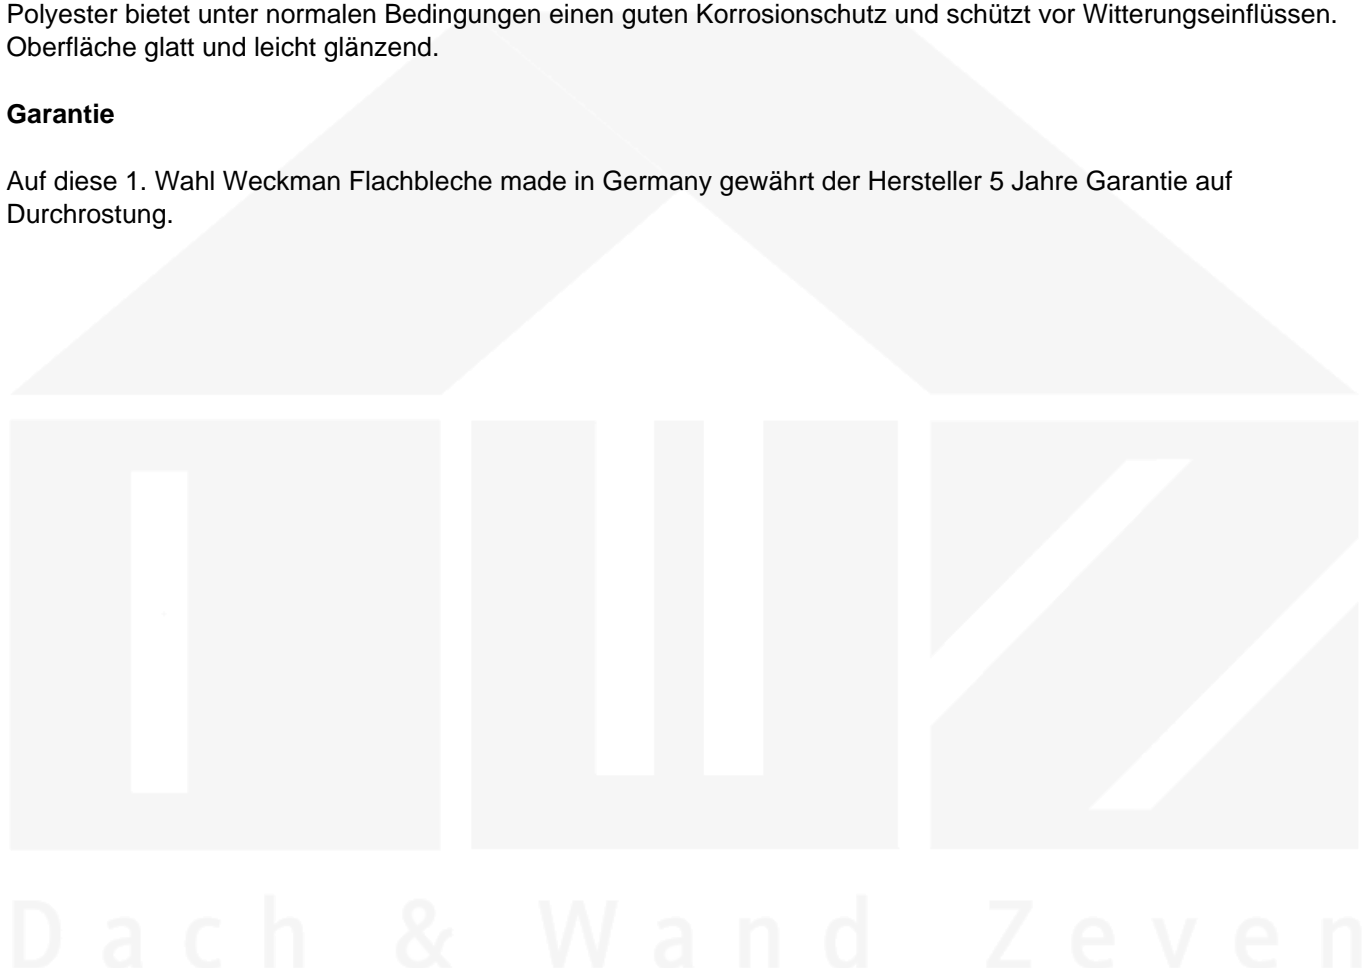 Polyester bietet unter normalen Bedingungen einen guten Korrosionschutz und schützt vor Witterungseinflüssen.
Oberfläche glatt und leicht glänzend.
Garantie
Auf diese 1. Wahl Weckman Flachbleche made in Germany gewährt der Hersteller 5 Jahre Garantie auf
Durchrostung.
Dach & Wand Zeven